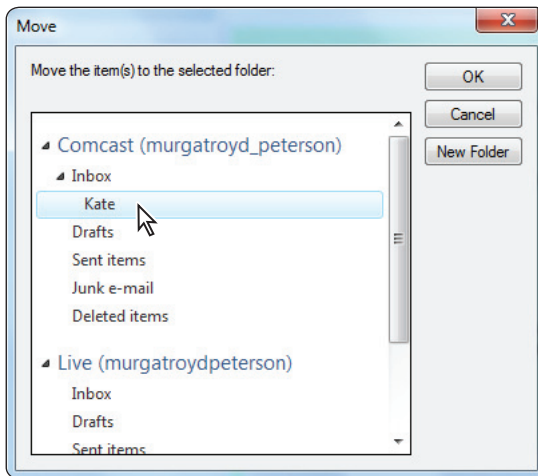 Move
Move the item(s) to the selected folder:
OK
Cancel
New Folder
Comcast (murgatroyd_peterson)
Inbox
Kate
Drafts
Sent items
Junk e-mail
Deleted items
Live (murgatroydpeterson)
Inbox
Drafts
Sent items